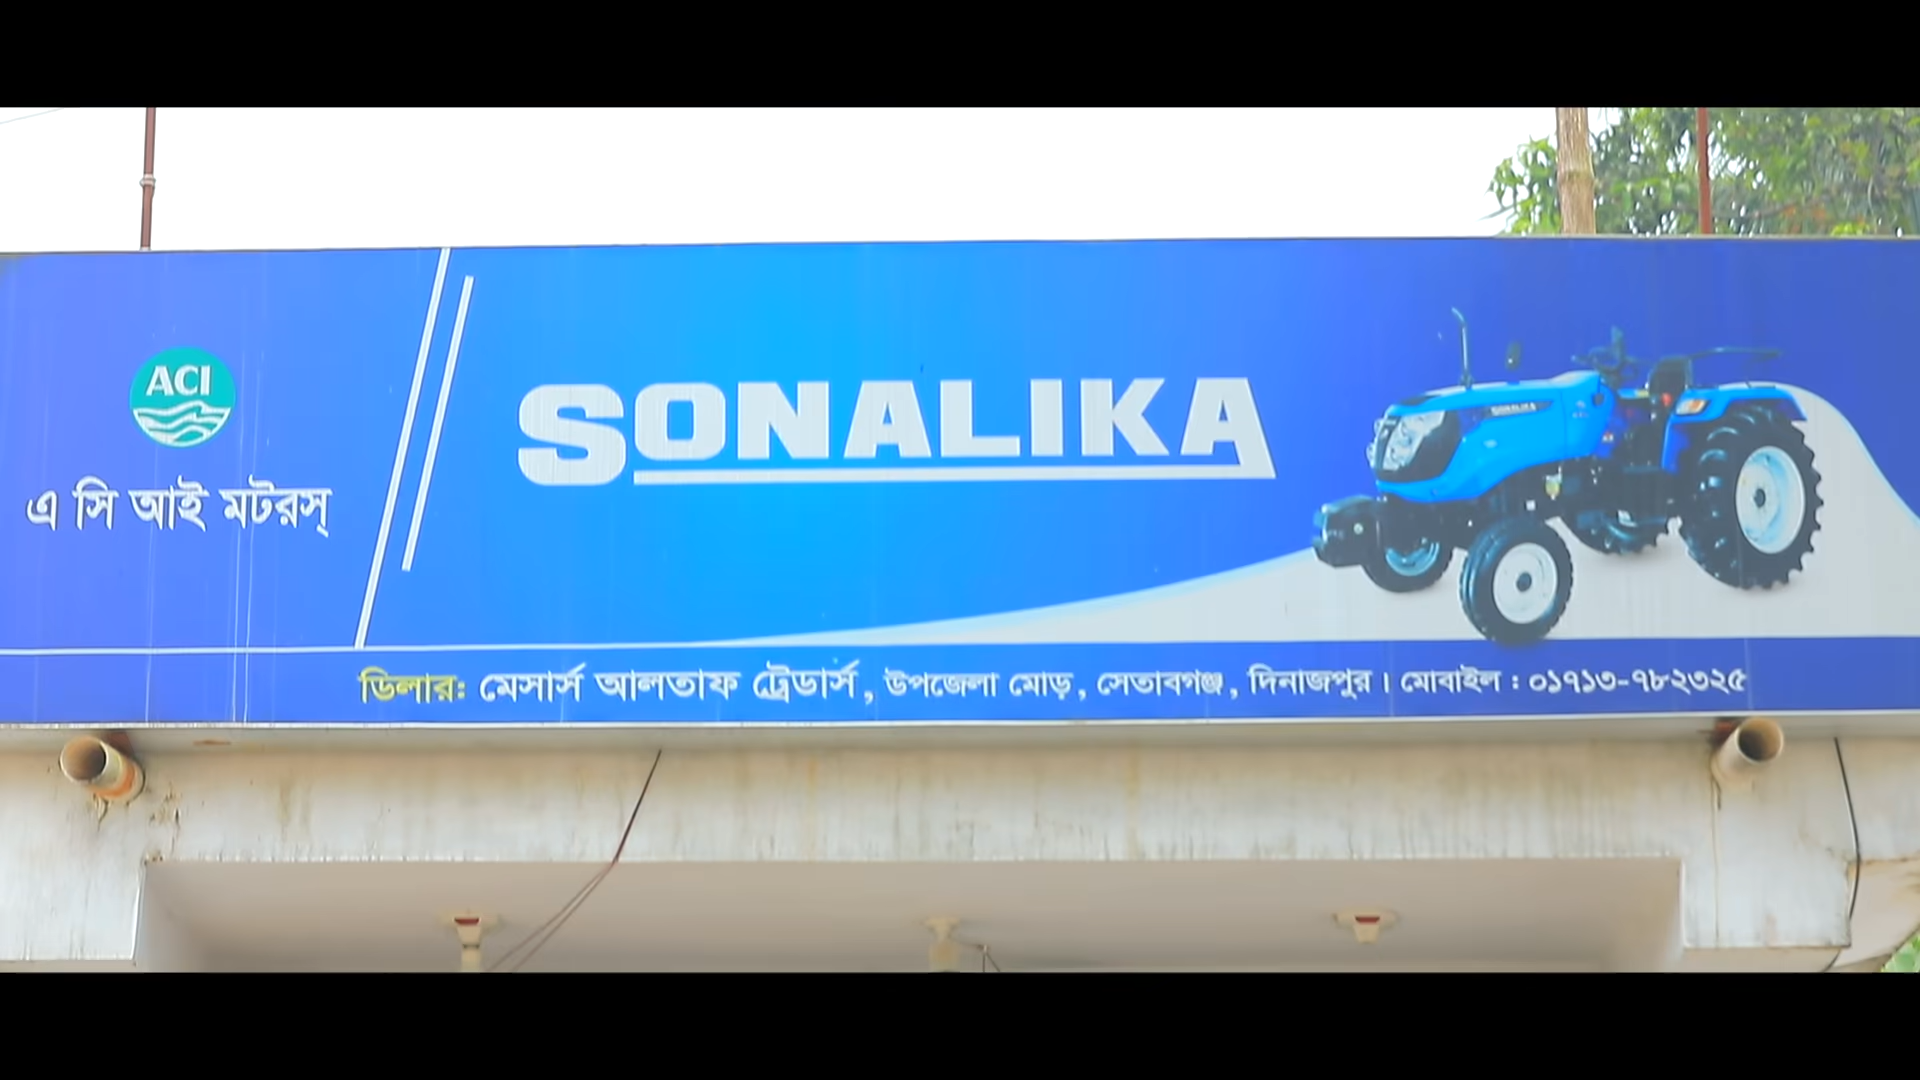 ACI
এ সি আই মটরস্
SONALIKA
ডিলার: মেসার্স আলতাফ ট্রেডার্স, উপজেলা মোড়, সেতাবগঞ্জ, দিনাজপুর। মোবাইল : ০১৭১৩-৭৮২৩২৫